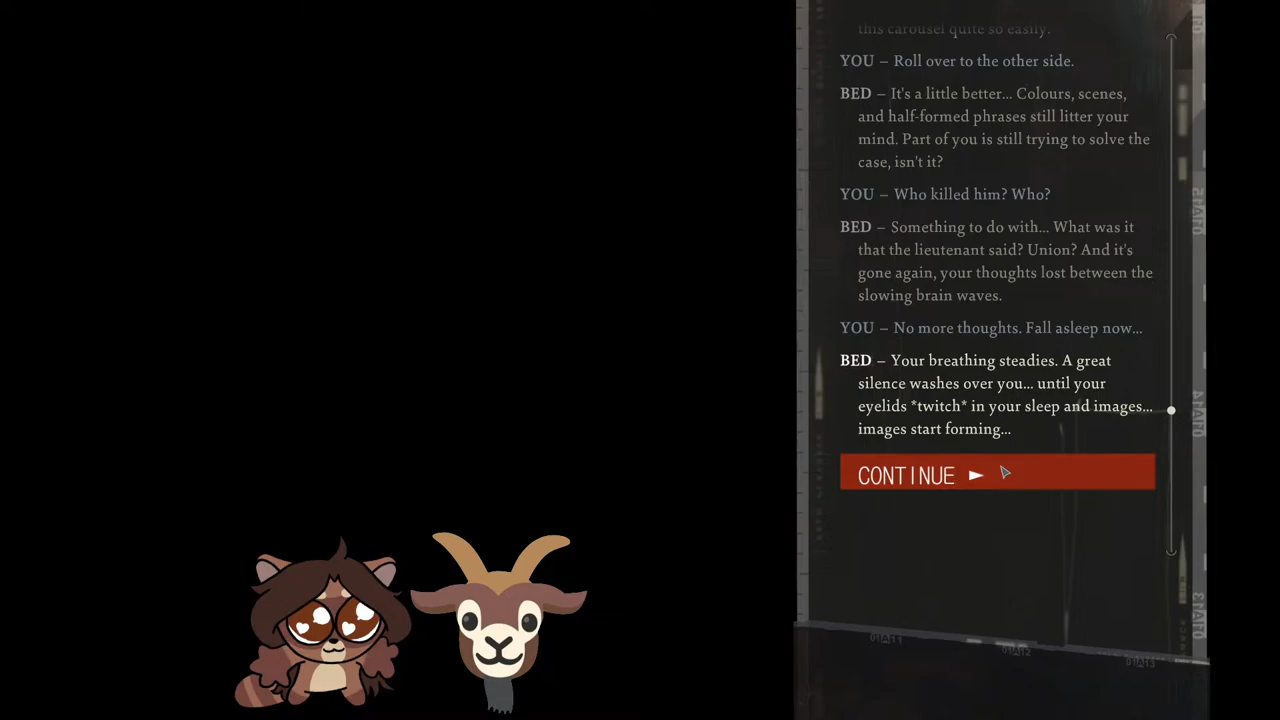 this carousel quite so easily.
YOU – Roll over to the other side.
BED – It's a little better... Colours, scenes,
and half-formed phrases still litter your
mind. Part of you is still trying to solve the
case, isn't it?
YOU – Who killed him? Who?
BED – Something to do with... What was it
that the lieutenant said? Union? And it's
gone again, your thoughts lost between the
slowing brain waves.
YOU – No more thoughts. Fall asleep now...
BED – Your breathing steadies. A great
silence washes over you... until your
eyelids *twitch* in your sleep and images...
images start forming...
CONTINUE ►